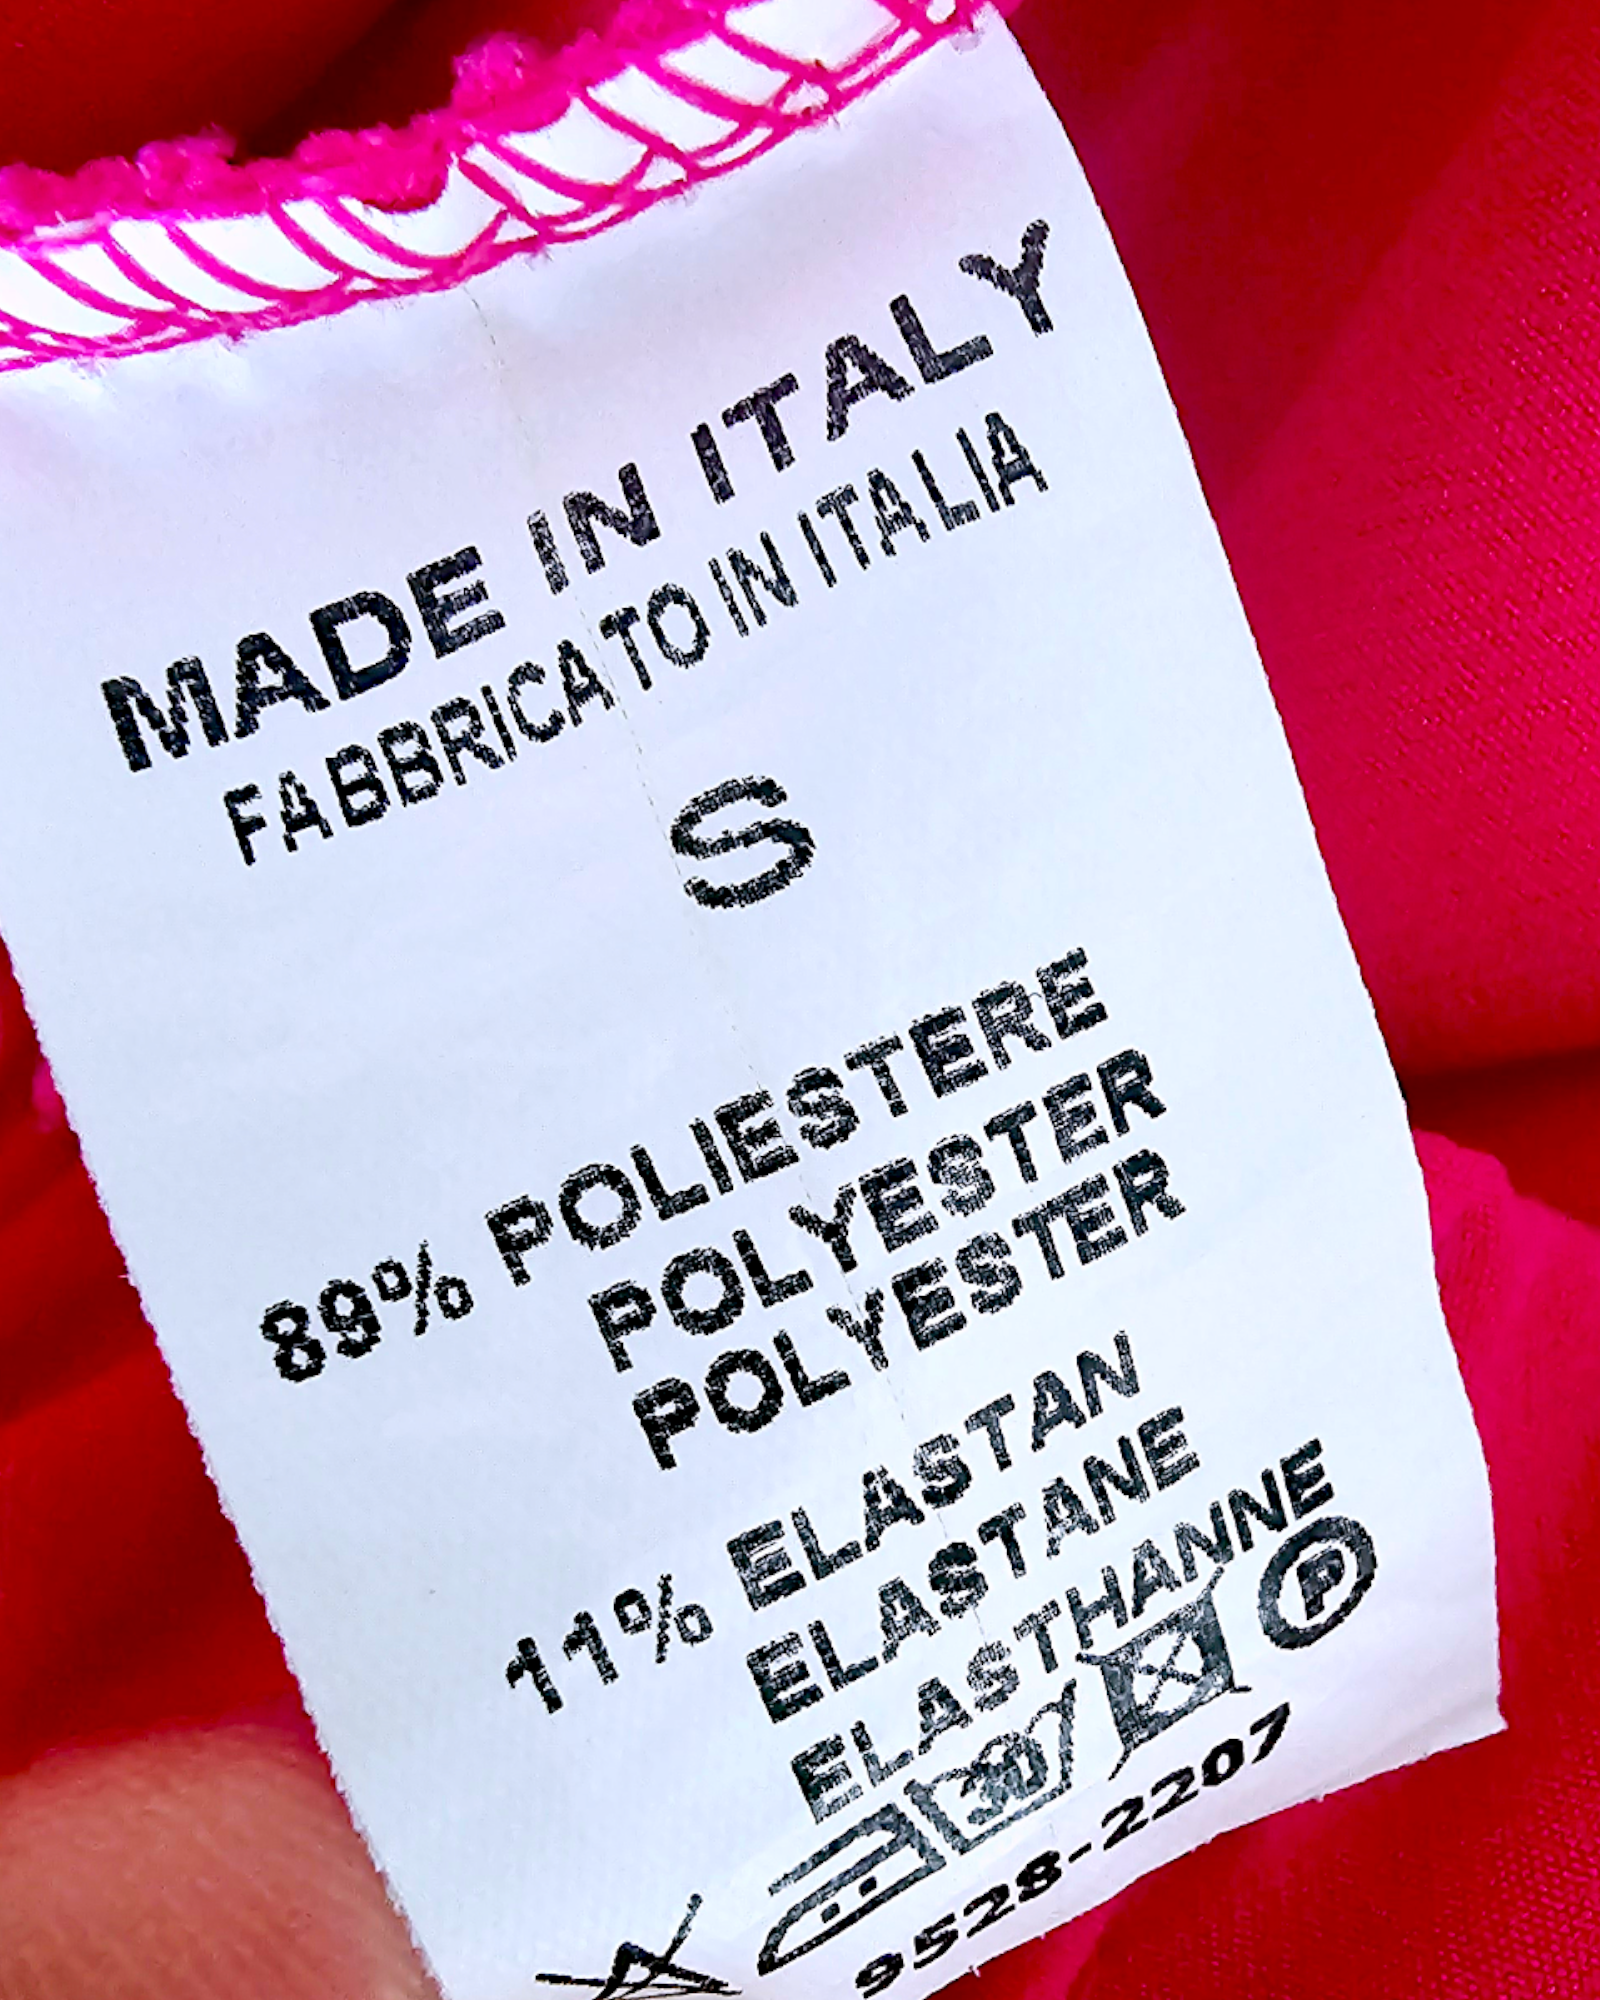 MADE IN ITALY
FABBRICATO IN ITALIA
S
89% POLIESTERE
POLYESTER
POLYESTER
11% ELASTAN
ELASTANE
ELASTHANNE
30
P
9528-2207